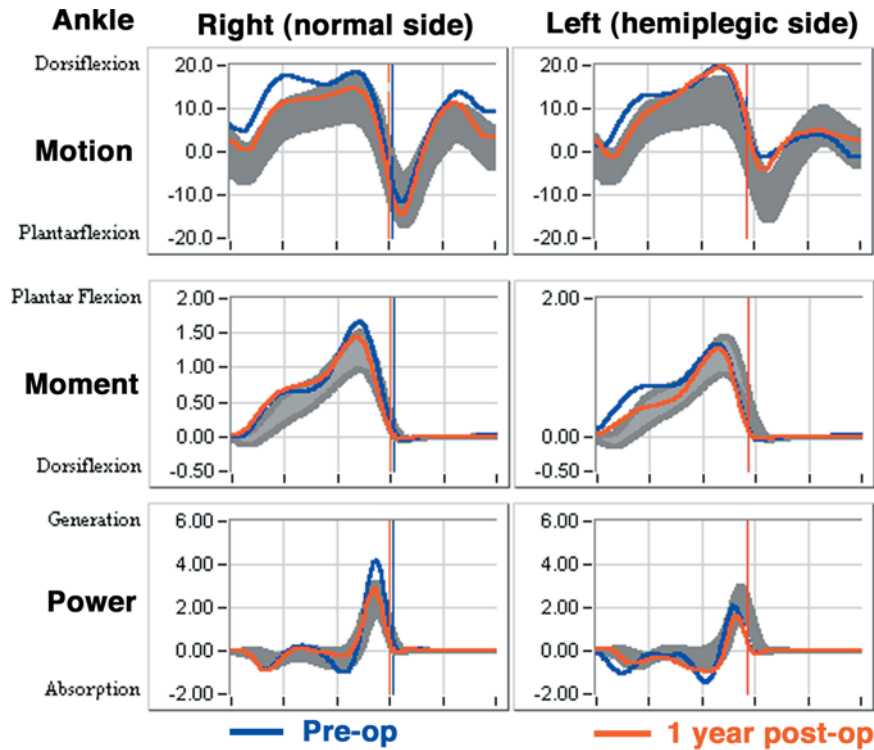 Ankle
Right (normal side)
Left (hemiplegic side)
Dorsiflexion
Motion
Plantarflexion
20.0
10.0
0.0
-10.0
-20.0
20.0
10.0
0.0
-10.0
-20.0
Plantar Flexion
Moment
Dorsiflexion
2.00
1.50
1.00
0.50
0.00
-0.50
2.00
0.00
-0.50
Generation
Power
Absorption
6.00
4.00
2.00
0.00
-2.00
6.00
4.00
2.00
0.00
-2.00
Pre-op
1 year post-op